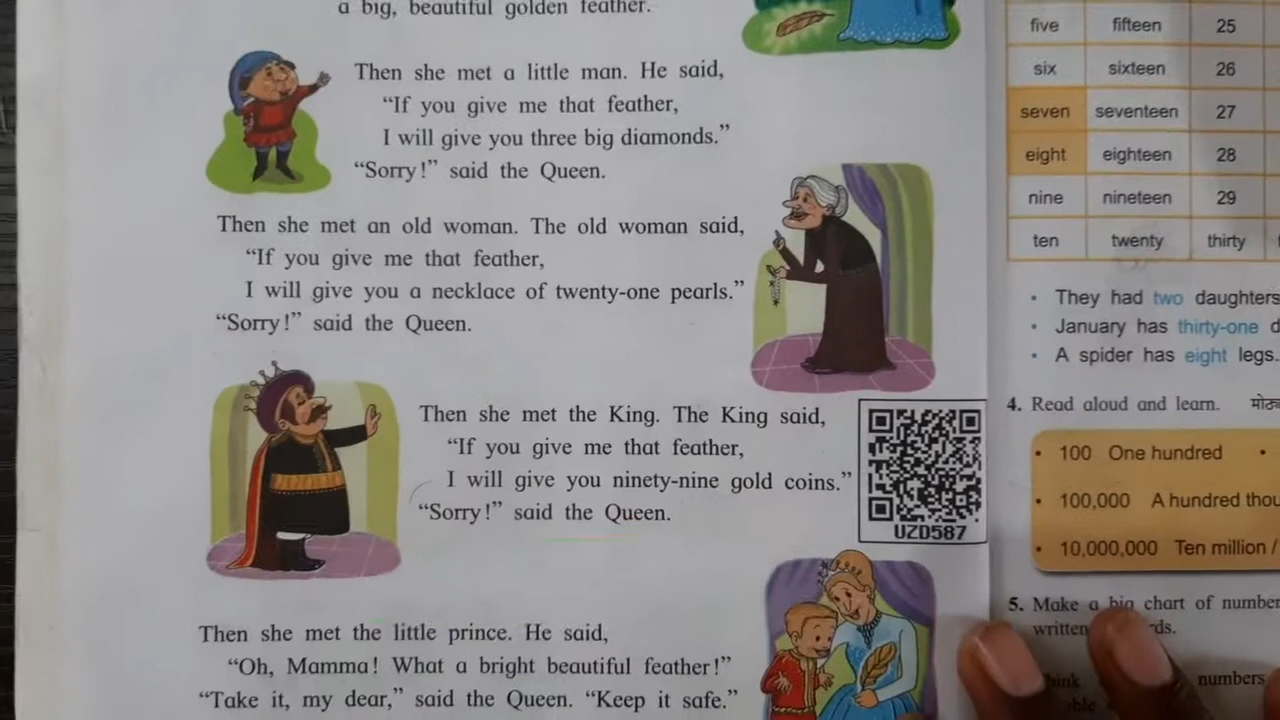 a big, beautiful golden feather.
Then she met a little man. He said,
“If you give me that feather,
I will give you three big diamonds.”
“Sorry!” said the Queen.
Then she met an old woman. The old woman said,
“If you give me that feather,
I will give you a necklace of twenty-one pearls.”
“Sorry!” said the Queen.
Then she met the King. The King said,
“If you give me that feather,
I will give you ninety-nine gold coins.”
“Sorry!” said the Queen.
UZD587
Then she met the little prince. He said,
“Oh, Mamma! What a bright beautiful feather!”
“Take it, my dear,” said the Queen. “Keep it safe.”
five fifteen 25
six sixteen 26
seven seventeen 27
eight eighteen 28
nine nineteen 29
ten twenty thirty
• They had two daughters
• January has thirty-one d
• A spider has eight legs.
4. Read aloud and learn.
• 100 One hundred •
• 100,000 A hundred thou
• 10,000,000 Ten million /
5. Make a big chart of number
written
numbers